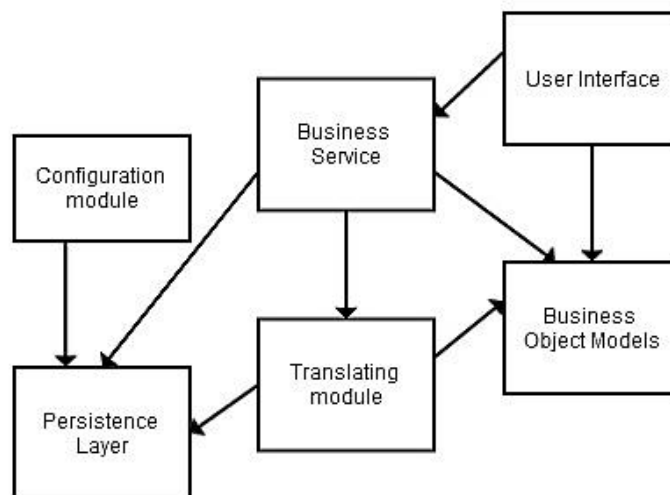 User Interface
Business
Service
Configuration
module
Business
Object Models
Translating
module
Persistence
Layer